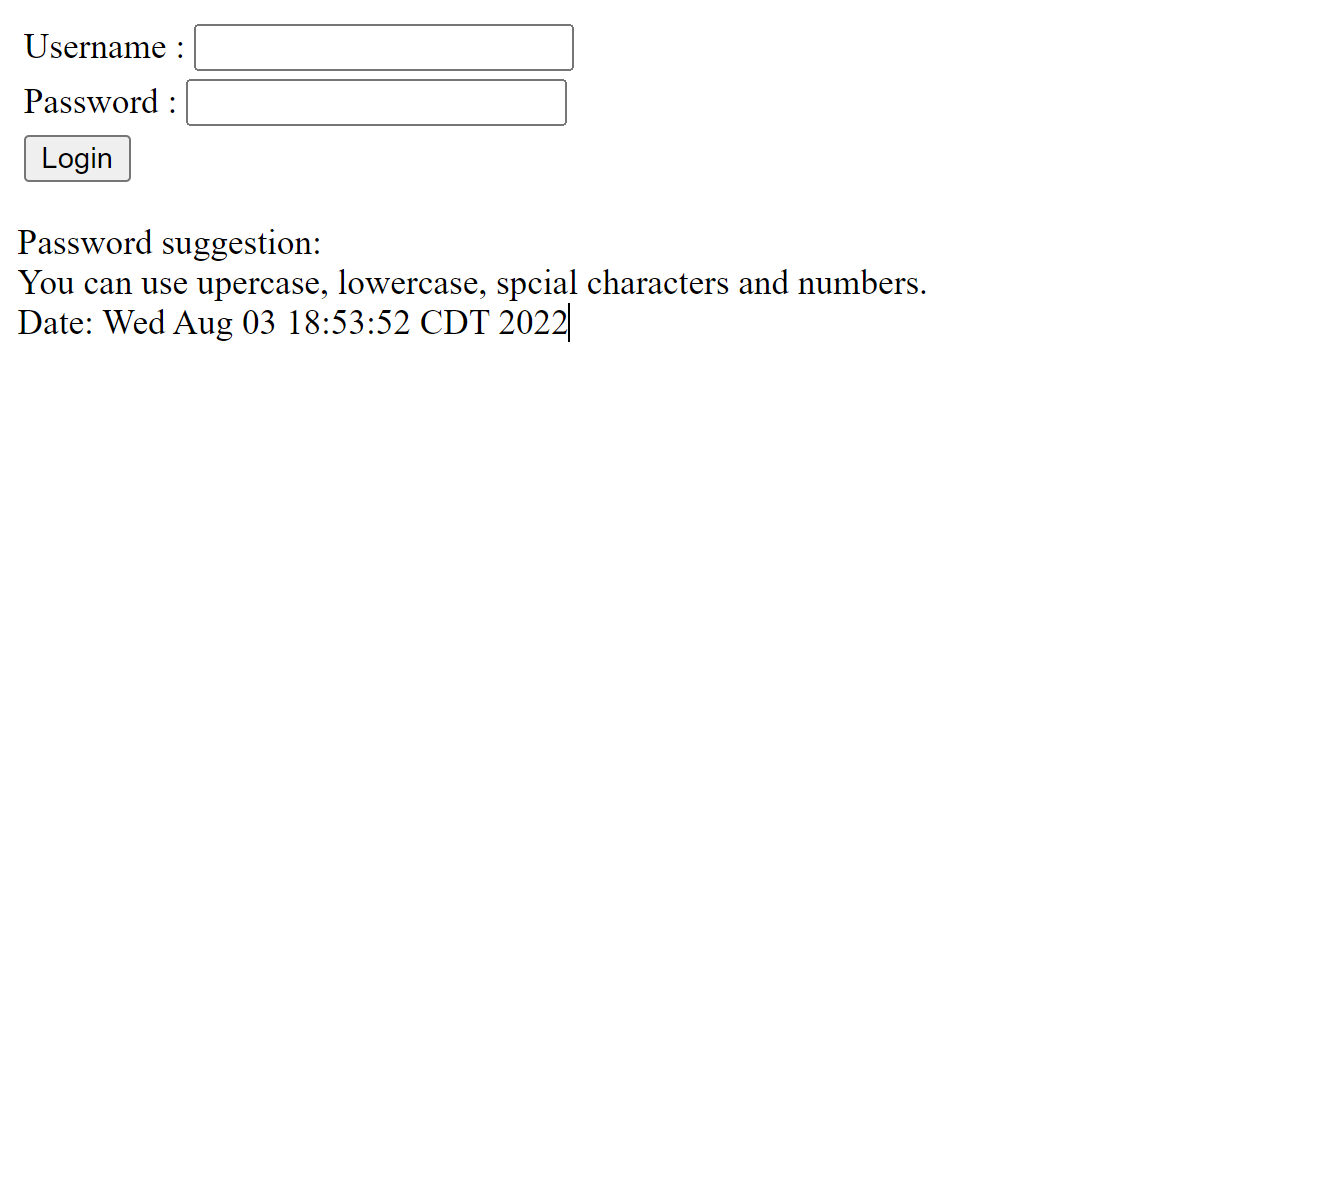 Username :
Password :
Login
Password suggestion:
You can use upercase, lowercase, spcial characters and numbers.
Date: Wed Aug 03 18:53:52 CDT 2022